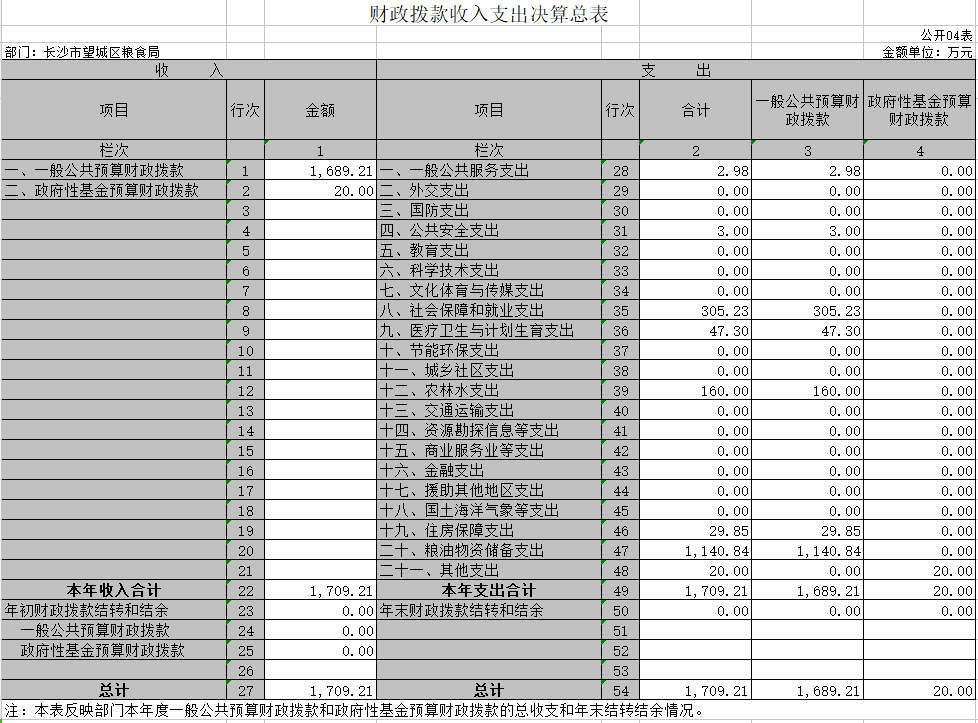 财政拨款收入支出决算总表
公开04表
部门：长沙市望城区粮食局 金额单位：万元
收 入 支 出
项目 行次 金额 项目 行次 合计 一般公共预算财政拨款 政府性基金预算财政拨款
栏次 1 栏次 2 3 4
一、一般公共预算财政拨款 1 1,689.21 一、一般公共服务支出 28 2.98 2.98 0.00
二、政府性基金预算财政拨款 2 20.00 二、外交支出 29 0.00 0.00 0.00
3 三、国防支出 30 0.00 0.00 0.00
4 四、公共安全支出 31 3.00 3.00 0.00
5 五、教育支出 32 0.00 0.00 0.00
6 六、科学技术支出 33 0.00 0.00 0.00
7 七、文化体育与传媒支出 34 0.00 0.00 0.00
8 八、社会保障和就业支出 35 305.23 305.23 0.00
9 九、医疗卫生与计划生育支出 36 47.30 47.30 0.00
10 十、节能环保支出 37 0.00 0.00 0.00
11 十一、城乡社区支出 38 0.00 0.00 0.00
12 十二、农林水支出 39 160.00 160.00 0.00
13 十三、交通运输支出 40 0.00 0.00 0.00
14 十四、资源勘探信息等支出 41 0.00 0.00 0.00
15 十五、商业服务业等支出 42 0.00 0.00 0.00
16 十六、金融支出 43 0.00 0.00 0.00
17 十七、援助其他地区支出 44 0.00 0.00 0.00
18 十八、国土海洋气象等支出 45 0.00 0.00 0.00
19 十九、住房保障支出 46 29.85 29.85 0.00
20 二十、粮油物资储备支出 47 1,140.84 1,140.84 0.00
21 二十一、其他支出 48 20.00 0.00 20.00
本年收入合计 22 1,709.21 本年支出合计 49 1,709.21 1,689.21 20.00
年初财政拨款结转和结余 23 0.00 年末财政拨款结转和结余 50 0.00 0.00 0.00
一般公共预算财政拨款 24 0.00 51
政府性基金预算财政拨款 25 0.00 52
26 53
总计 27 1,709.21 总计 54 1,709.21 1,689.21 20.00
注：本表反映部门本年度一般公共预算财政拨款和政府性基金预算财政拨款的总收支和年末结转结余情况。